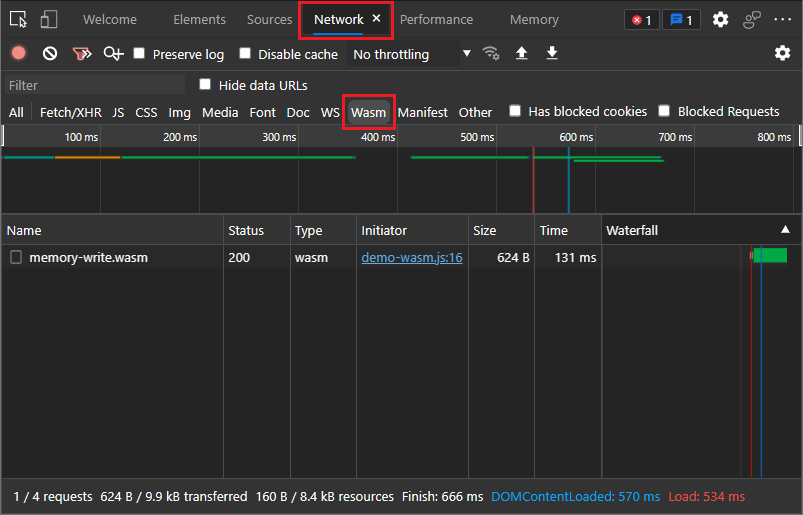 Welcome Elements Sources Network × Performance Memory 1 1
Preserve log Disable cache No throttling
Filter Hide data URLs
All Fetch/XHR JS CSS Img Media Font Doc WS Wasm Manifest Other Has blocked cookies Blocked Requests
100 ms 200 ms 300 ms 400 ms 500 ms 600 ms 700 ms 800 ms
Name Status Type Initiator Size Time Waterfall
memory-write.wasm 200 wasm demo-wasm.js:16 624 B 131 ms
1 / 4 requests 624 B / 9.9 kB transferred 160 B / 8.4 kB resources Finish: 666 ms DOMContentLoaded: 570 ms Load: 534 ms